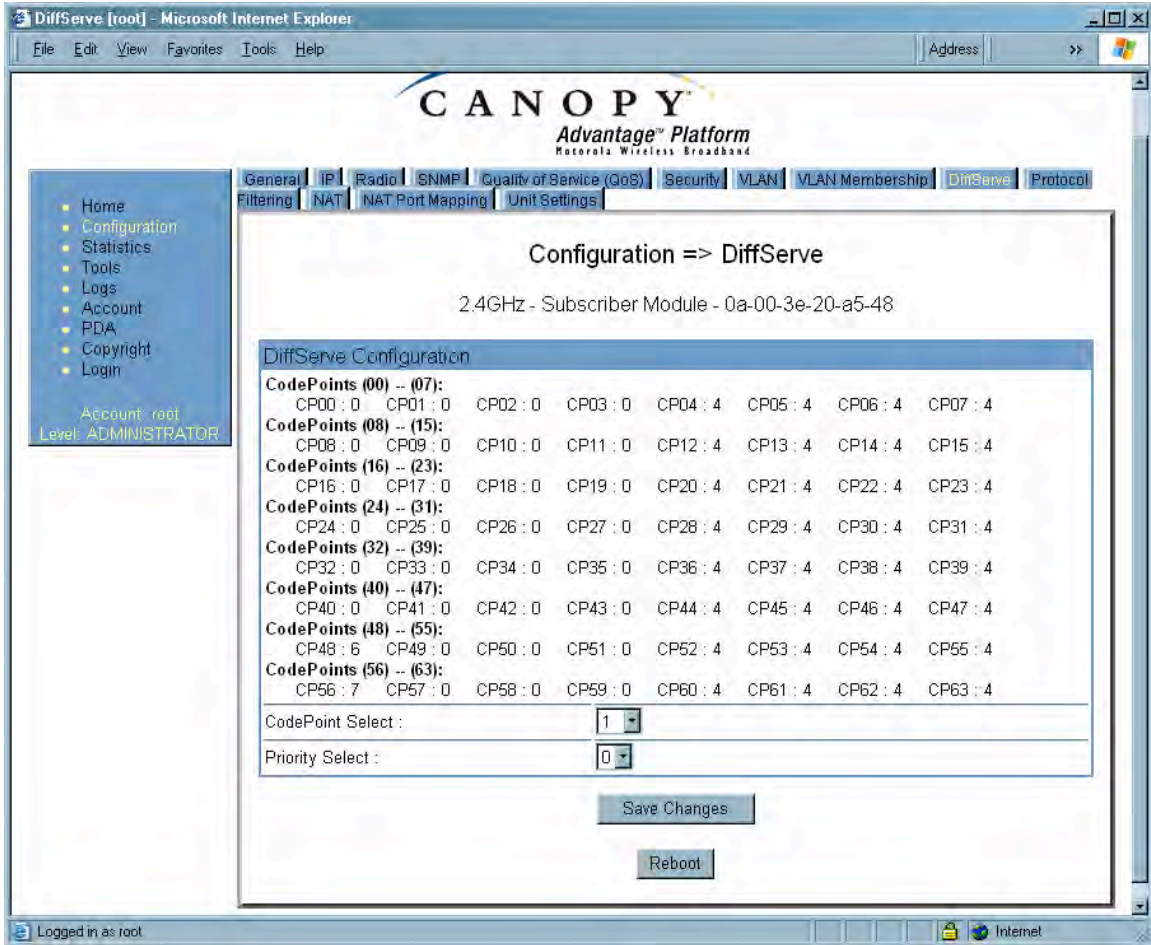 DiffServe [root] - Microsoft Internet Explorer
File Edit View Favorites Tools Help Address »
CANOPY™
Advantage™ Platform
Motorola Wireless Broadband
General IP Radio SNMP Quality of Service (QoS) Security VLAN VLAN Membership DiffServe Protocol
Filtering NAT NAT Port Mapping Unit Settings
Home
Configuration
Statistics
Tools
Logs
Account
PDA
Copyright
Login
Account: root
Level: ADMINISTRATOR
Configuration => DiffServe
2.4GHz - Subscriber Module - 0a-00-3e-20-a5-48
DiffServe Configuration
CodePoints (00) -- (07):
CP00 : 0 CP01 : 0 CP02 : 0 CP03 : 0 CP04 : 4 CP05 : 4 CP06 : 4 CP07 : 4
CodePoints (08) -- (15):
CP08 : 0 CP09 : 0 CP10 : 0 CP11 : 0 CP12 : 4 CP13 : 4 CP14 : 4 CP15 : 4
CodePoints (16) -- (23):
CP16 : 0 CP17 : 0 CP18 : 0 CP19 : 0 CP20 : 4 CP21 : 4 CP22 : 4 CP23 : 4
CodePoints (24) -- (31):
CP24 : 0 CP25 : 0 CP26 : 0 CP27 : 0 CP28 : 4 CP29 : 4 CP30 : 4 CP31 : 4
CodePoints (32) -- (39):
CP32 : 0 CP33 : 0 CP34 : 0 CP35 : 0 CP36 : 4 CP37 : 4 CP38 : 4 CP39 : 4
CodePoints (40) -- (47):
CP40 : 0 CP41 : 0 CP42 : 0 CP43 : 0 CP44 : 4 CP45 : 4 CP46 : 4 CP47 : 4
CodePoints (48) -- (55):
CP48 : 6 CP49 : 0 CP50 : 0 CP51 : 0 CP52 : 4 CP53 : 4 CP54 : 4 CP55 : 4
CodePoints (56) -- (63):
CP56 : 7 CP57 : 0 CP58 : 0 CP59 : 0 CP60 : 4 CP61 : 4 CP62 : 4 CP63 : 4
CodePoint Select : 1
Priority Select : 0
Save Changes
Reboot
Logged in as root Internet